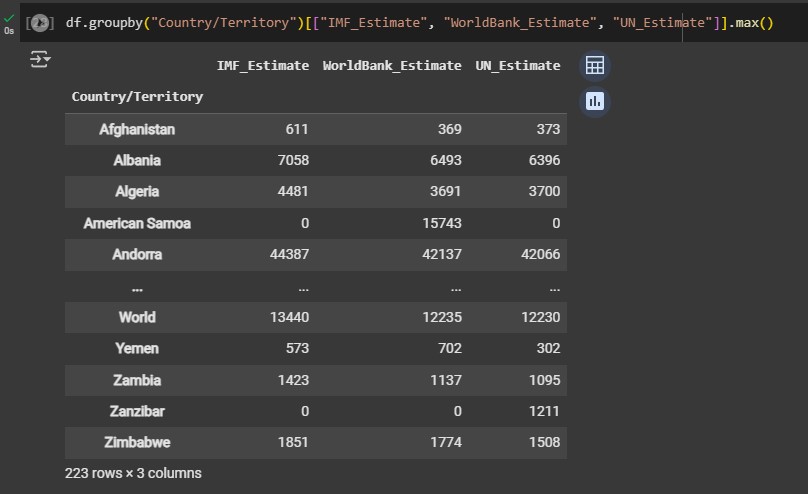 0s
df.groupby("Country/Territory")[["IMF_Estimate", "WorldBank_Estimate", "UN_Estimate"]].max()
IMF_Estimate WorldBank_Estimate UN_Estimate
Country/Territory
Afghanistan 611 369 373
Albania 7058 6493 6396
Algeria 4481 3691 3700
American Samoa 0 15743 0
Andorra 44387 42137 42066
... ... ... ...
World 13440 12235 12230
Yemen 573 702 302
Zambia 1423 1137 1095
Zanzibar 0 0 1211
Zimbabwe 1851 1774 1508
223 rows × 3 columns